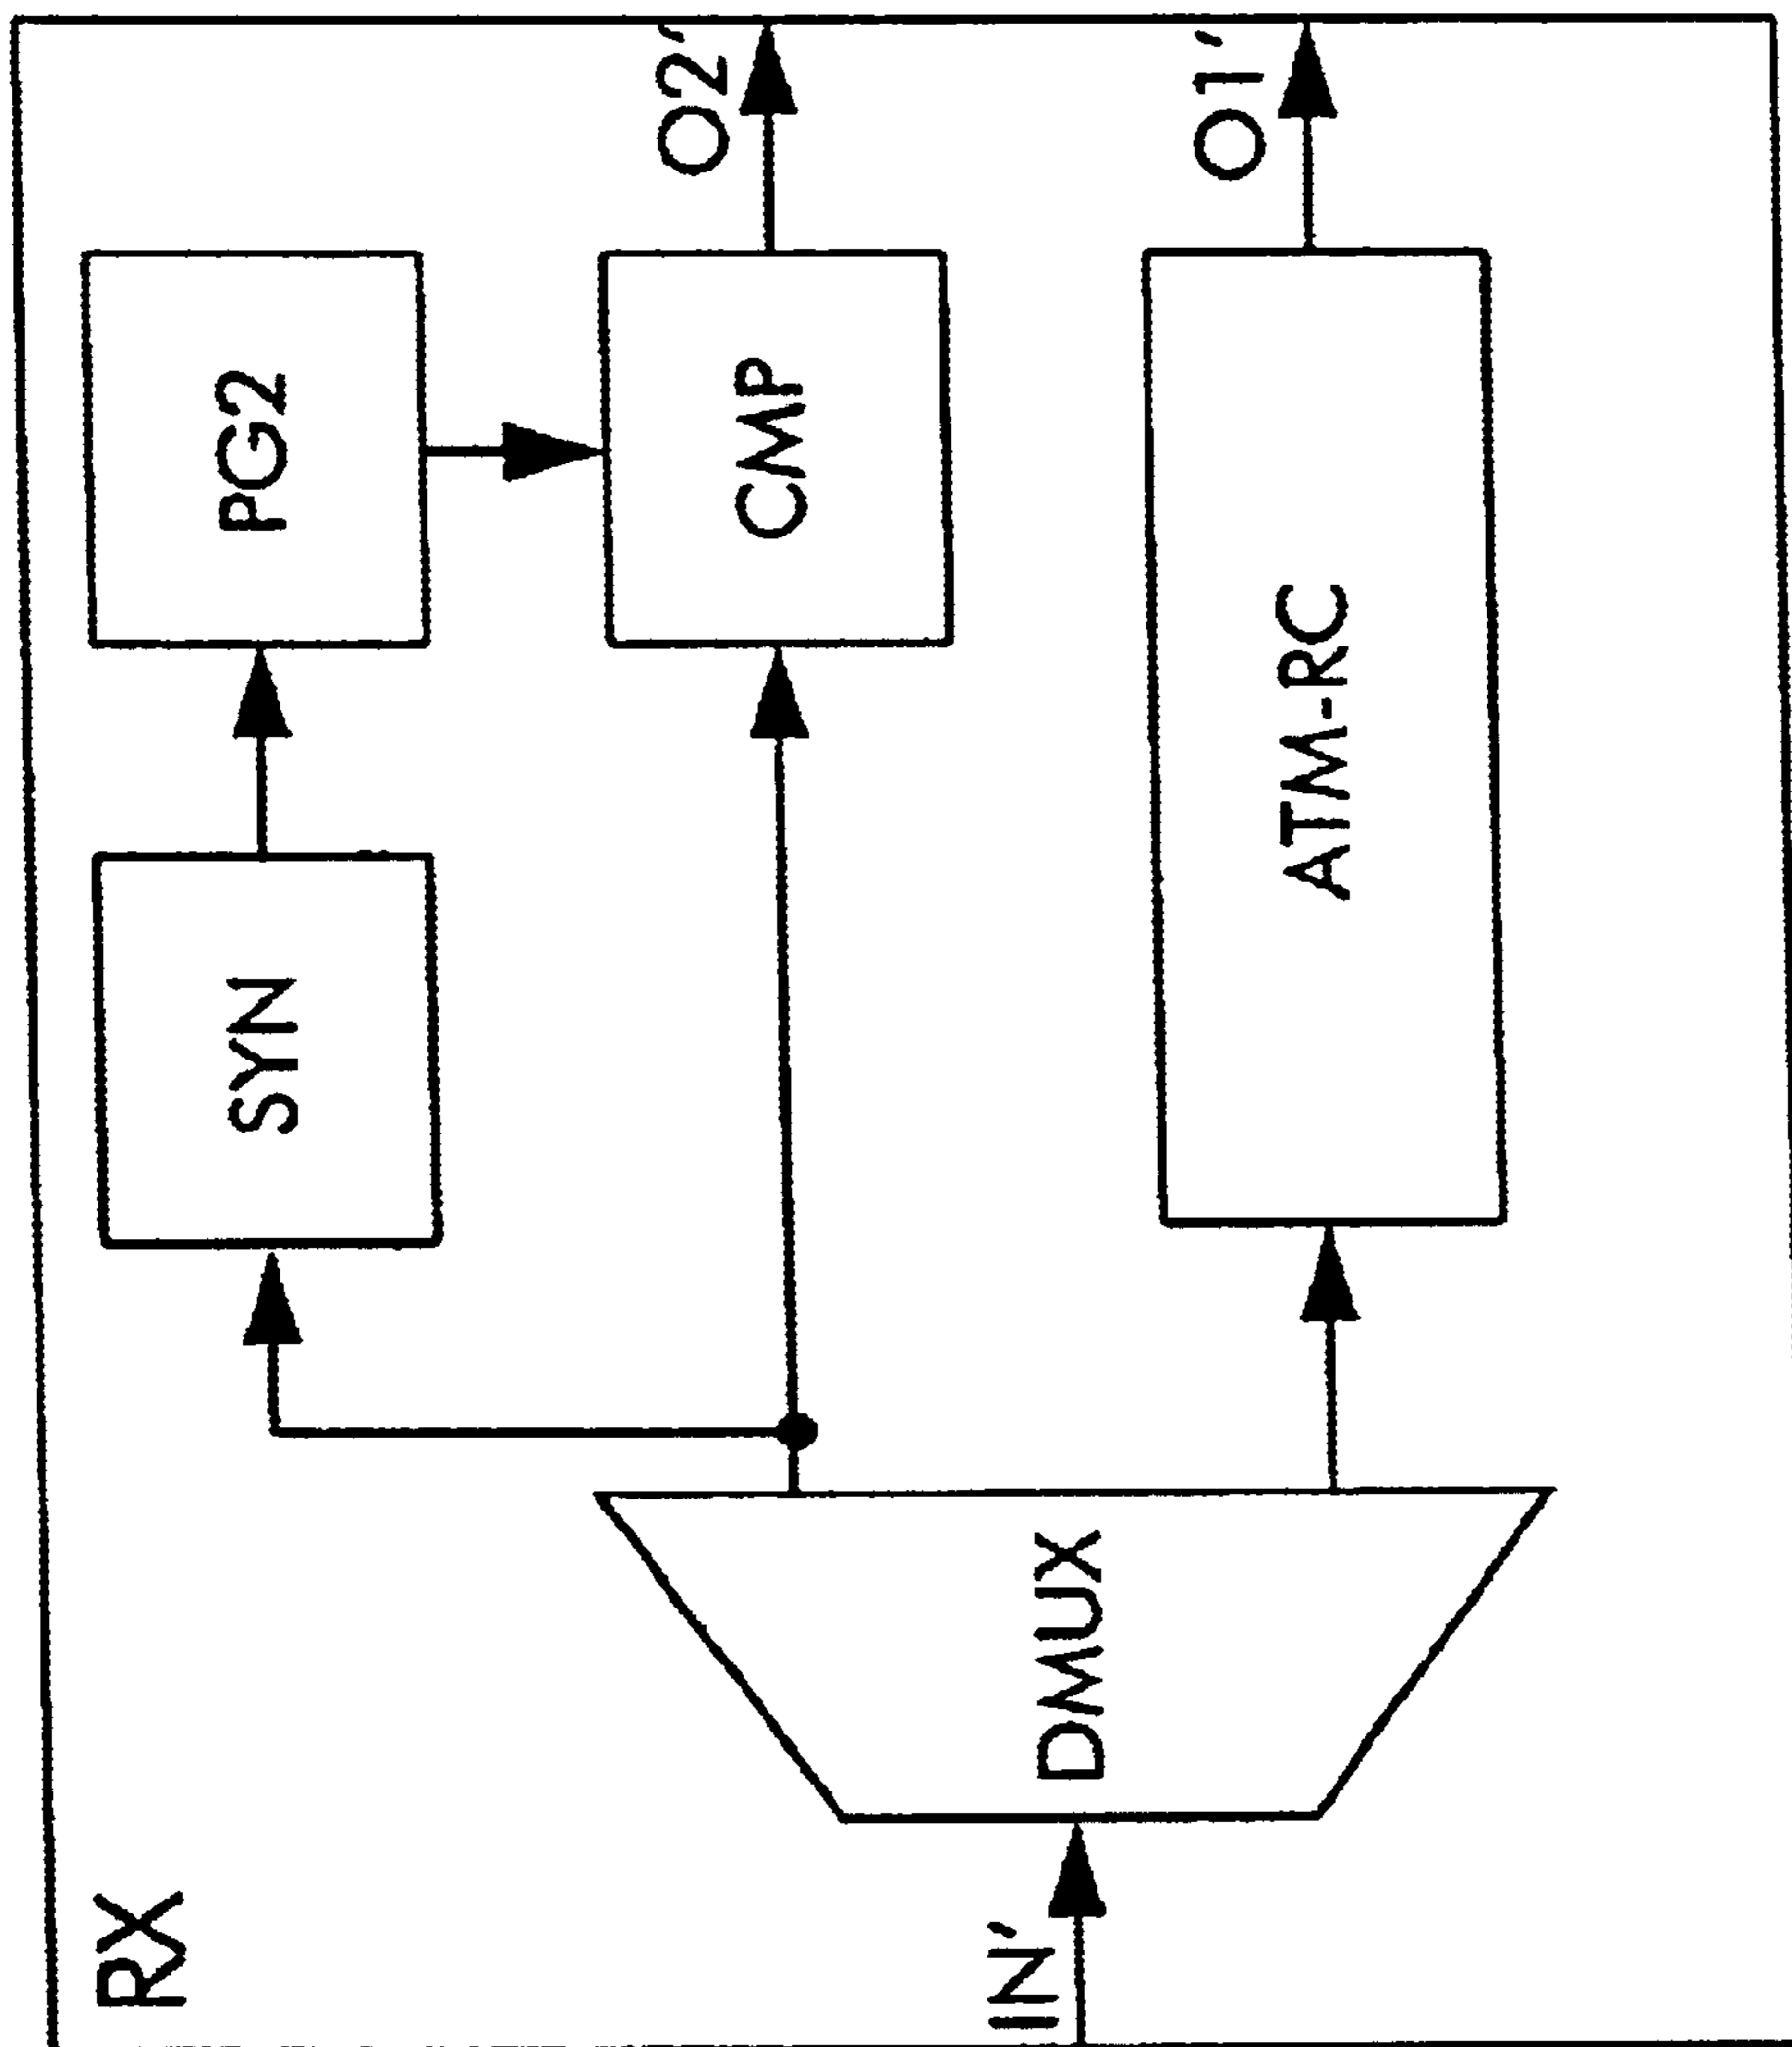 RX
SYN
PG2
CMP
O2'
IN'
DMUX
ATM-RC
O1'